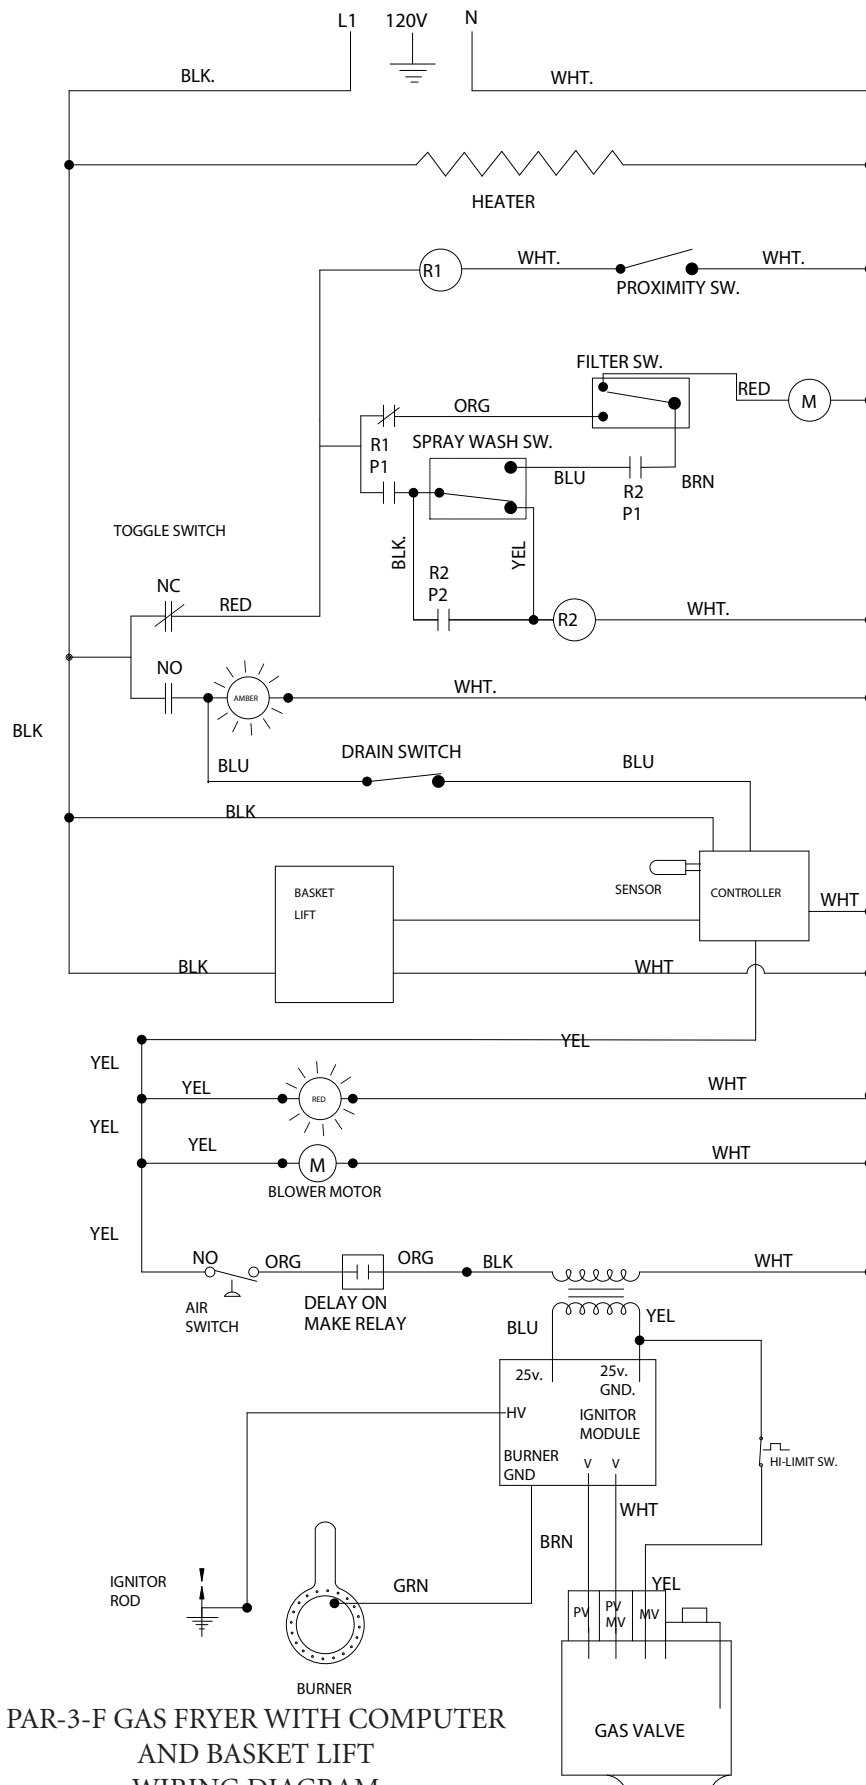 L1 120V N
BLK. WHT.
HEATER
R1 WHT. WHT.
PROXIMITY SW.
FILTER SW.
RED M
ORG
R1 SPRAY WASH SW.
P1
BLU BRN
R2
P1
TOGGLE SWITCH
BLK. YEL
R2
P2
NC
RED
R2 WHT.
NO
AMBER WHT.
BLK
DRAIN SWITCH
BLU BLU
BLK
SENSOR CONTROLLER WHT
BASKET
LIFT
BLK WHT
YEL
YEL
YEL RED WHT
YEL
YEL M WHT
BLOWER MOTOR
YEL
NO ORG ORG BLK WHT
AIR
SWITCH
DELAY ON
MAKE RELAY
BLU YEL
25v. 25v.
GND.
HV IGNITOR
MODULE
BURNER
GND
V V
HI-LIMIT SW.
WHT
BRN
IGNITOR
ROD
GRN
YEL
PV PV
MV MV
BURNER
GAS VALVE
PAR-3-F GAS FRYER WITH COMPUTER
AND BASKET LIFT
WIRING DIAGRAM